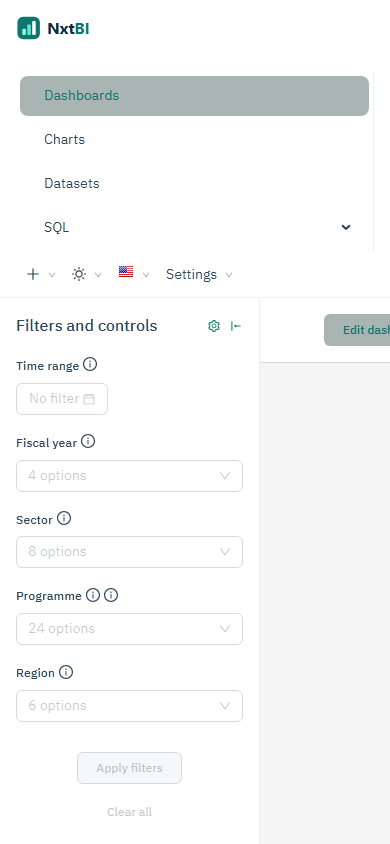 NxtBI
Dashboards
Charts
Datasets
SQL
Settings
Filters and controls
Edit dash
Time range
No filter
Fiscal year
4 options
Sector
8 options
Programme
24 options
Region
6 options
Apply filters
Clear all